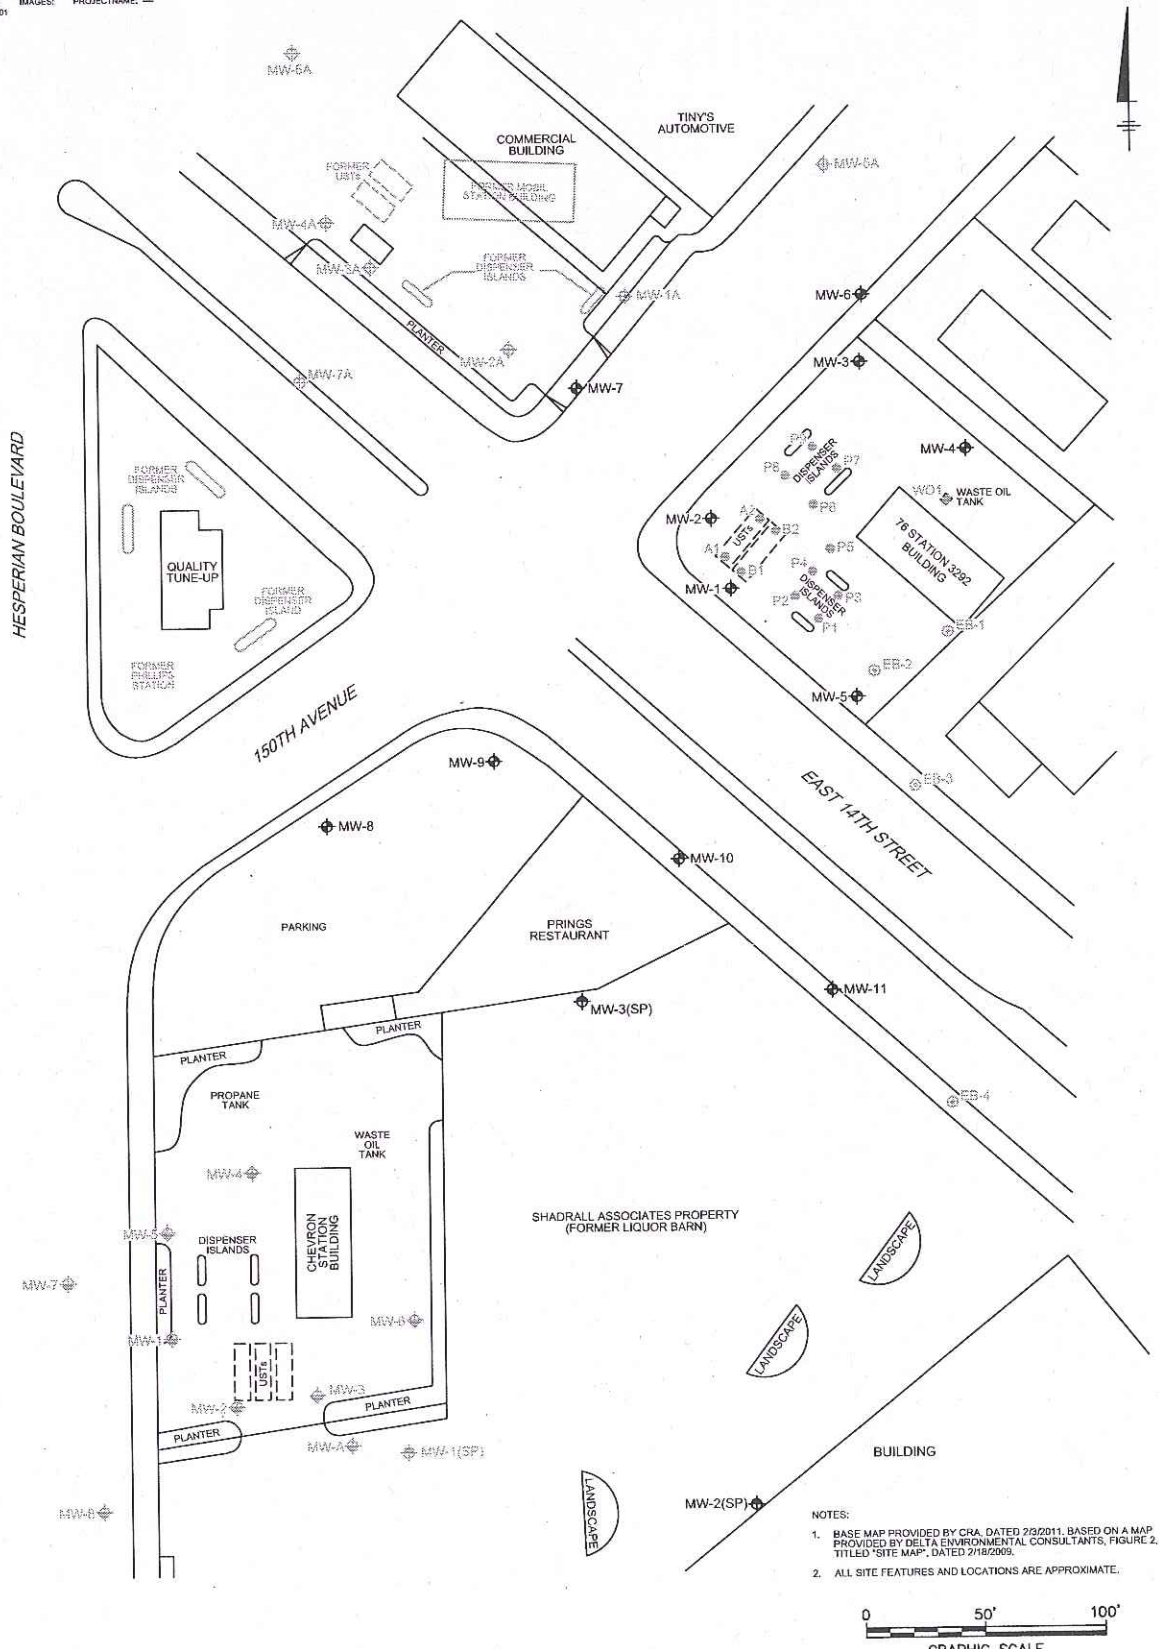 IMAGES: PROJECTNAME: —
01
MW-6A
TINY'S
AUTOMOTIVE
COMMERCIAL
BUILDING
MW-5A
FORMER
USTs
FORMER MOBIL
STATION BUILDING
MW-4A
MW-3A
FORMER
DISPENSER
ISLANDS
MW-1A
MW-6
PLANTER
MW-2A
MW-3
MW-7A
MW-7
HESPERIAN BOULEVARD
MW-4
DISPENSER
ISLANDS
P7
P6
WO1
WASTE OIL
TANK
FORMER
DISPENSER
ISLANDS
MW-2
A2
USTs
B2
P8
76 STATION 3292
BUILDING
QUALITY
TUNE-UP
A1
B1
P5
P4
MW-1
P2
DISPENSER
ISLANDS
P3
P1
FORMER
DISPENSER
ISLAND
EB-1
FORMER
PHILLIPS
STATION
EB-2
MW-5
150TH AVENUE
MW-9
EB-3
EAST 14TH STREET
MW-8
MW-10
PARKING
PRINGS
RESTAURANT
MW-11
MW-3(SP)
PLANTER
PLANTER
PROPANE
TANK
EB-4
WASTE
OIL
TANK
MW-4
SHADRALL ASSOCIATES PROPERTY
(FORMER LIQUOR BARN)
MW-5
DISPENSER
ISLANDS
CHEVRON
STATION
BUILDING
LANDSCAPE
MW-7
PLANTER
MW-6
MW-1
LANDSCAPE
USTs
MW-3
MW-2
PLANTER
PLANTER
MW-A
MW-1(SP)
BUILDING
LANDSCAPE
MW-2(SP)
MW-8
NOTES:
1. BASE MAP PROVIDED BY CRA, DATED 2/3/2011. BASED ON A MAP
PROVIDED BY DELTA ENVIRONMENTAL CONSULTANTS, FIGURE 2,
TITLED "SITE MAP", DATED 2/18/2009.
2. ALL SITE FEATURES AND LOCATIONS ARE APPROXIMATE.
0 50' 100'
GRAPHIC SCALE